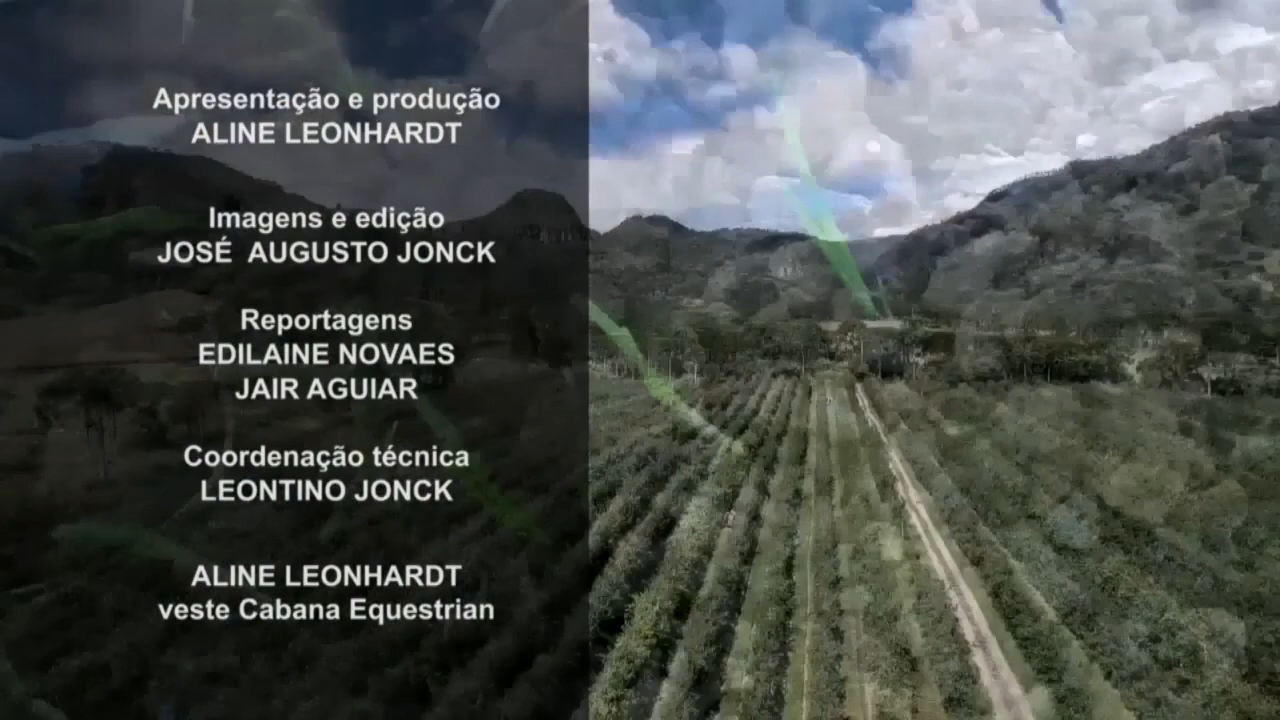 Apresentação e produção
ALINE LEONHARDT
Imagens e edição
JOSÉ  AUGUSTO JONCK
Reportagens
EDILAINE NOVAES
JAIR AGUIAR
Coordenação técnica
LEONTINO JONCK
ALINE LEONHARDT
veste Cabana Equestrian